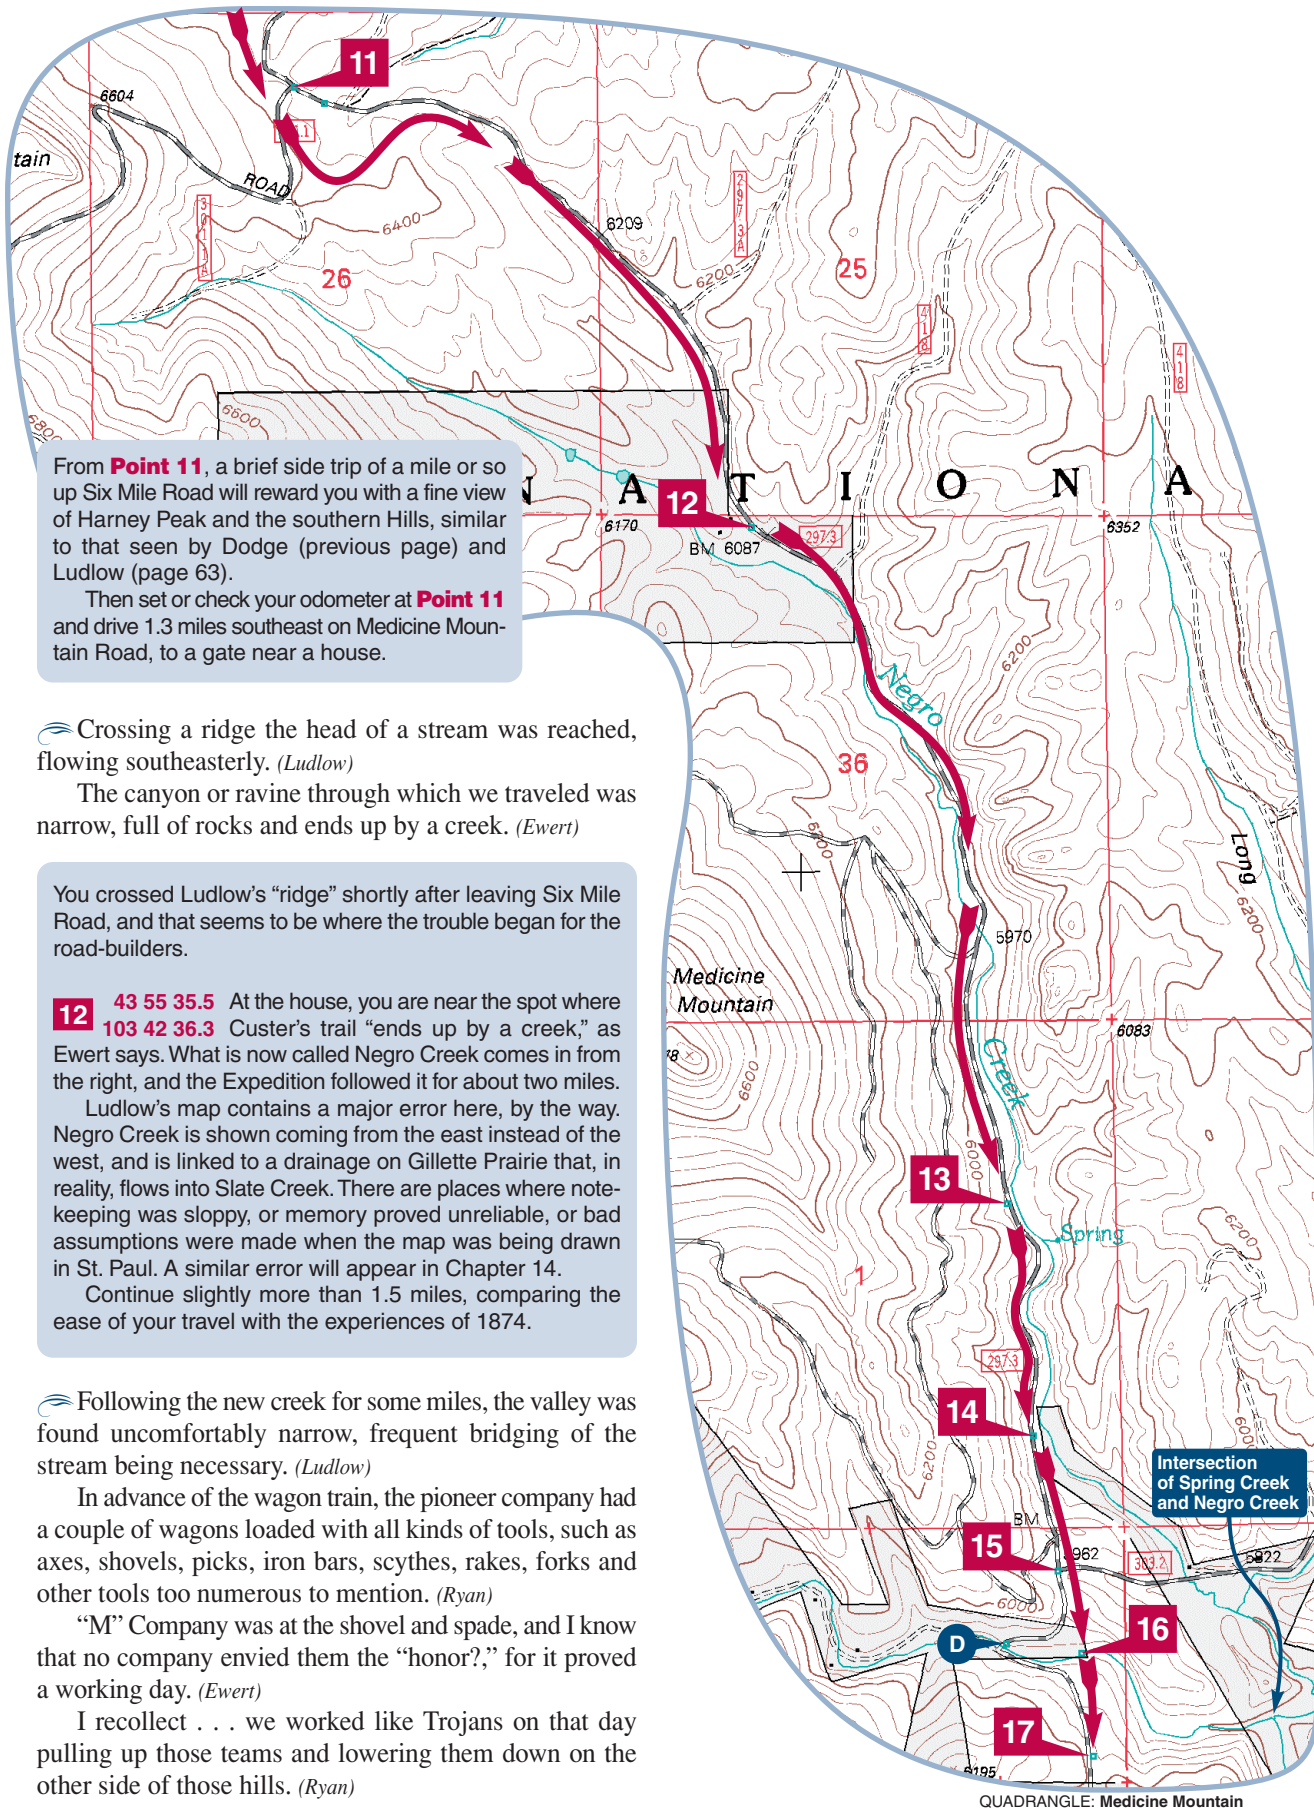 11
6604
tain
ROAD
3011A
6400
26
6209
297.3A
6200
25
418
418
6600
6800
N A T I O N A
12
6170
BM 6087
297.3
6352
From Point 11, a brief side trip of a mile or so
up Six Mile Road will reward you with a fine view
of Harney Peak and the southern Hills, similar
to that seen by Dodge (previous page) and
Ludlow (page 63).
Then set or check your odometer at Point 11
and drive 1.3 miles southeast on Medicine Moun-
tain Road, to a gate near a house.
Crossing a ridge the head of a stream was reached,
flowing southeasterly. (Ludlow)
The canyon or ravine through which we traveled was
narrow, full of rocks and ends up by a creek. (Ewert)
You crossed Ludlow's “ridge” shortly after leaving Six Mile
Road, and that seems to be where the trouble began for the
road-builders.
12 43 55 35.5 At the house, you are near the spot where
103 42 36.3 Custer's trail “ends up by a creek,” as
Ewert says. What is now called Negro Creek comes in from
the right, and the Expedition followed it for about two miles.
Ludlow's map contains a major error here, by the way.
Negro Creek is shown coming from the east instead of the
west, and is linked to a drainage on Gillette Prairie that, in
reality, flows into Slate Creek. There are places where note-
keeping was sloppy, or memory proved unreliable, or bad
assumptions were made when the map was being drawn
in St. Paul. A similar error will appear in Chapter 14.
Continue slightly more than 1.5 miles, comparing the
ease of your travel with the experiences of 1874.
Following the new creek for some miles, the valley was
found uncomfortably narrow, frequent bridging of the
stream being necessary. (Ludlow)
In advance of the wagon train, the pioneer company had
a couple of wagons loaded with all kinds of tools, such as
axes, shovels, picks, iron bars, scythes, rakes, forks and
other tools too numerous to mention. (Ryan)
“M” Company was at the shovel and spade, and I know
that no company envied them the “honor?,” for it proved
a working day. (Ewert)
I recollect . . . we worked like Trojans on that day
pulling up those teams and lowering them down on the
other side of those hills. (Ryan)
6200
Negro
36
6200
Long
6200
5970
Medicine
Mountain
6083
6600
Creek
6000
13
6200
Spring
1
297.3
14
6200
6000
Intersection
of Spring Creek
and Negro Creek
BM
5962
15
383.2
5822
6000
D
16
17
6195
QUADRANGLE: Medicine Mountain